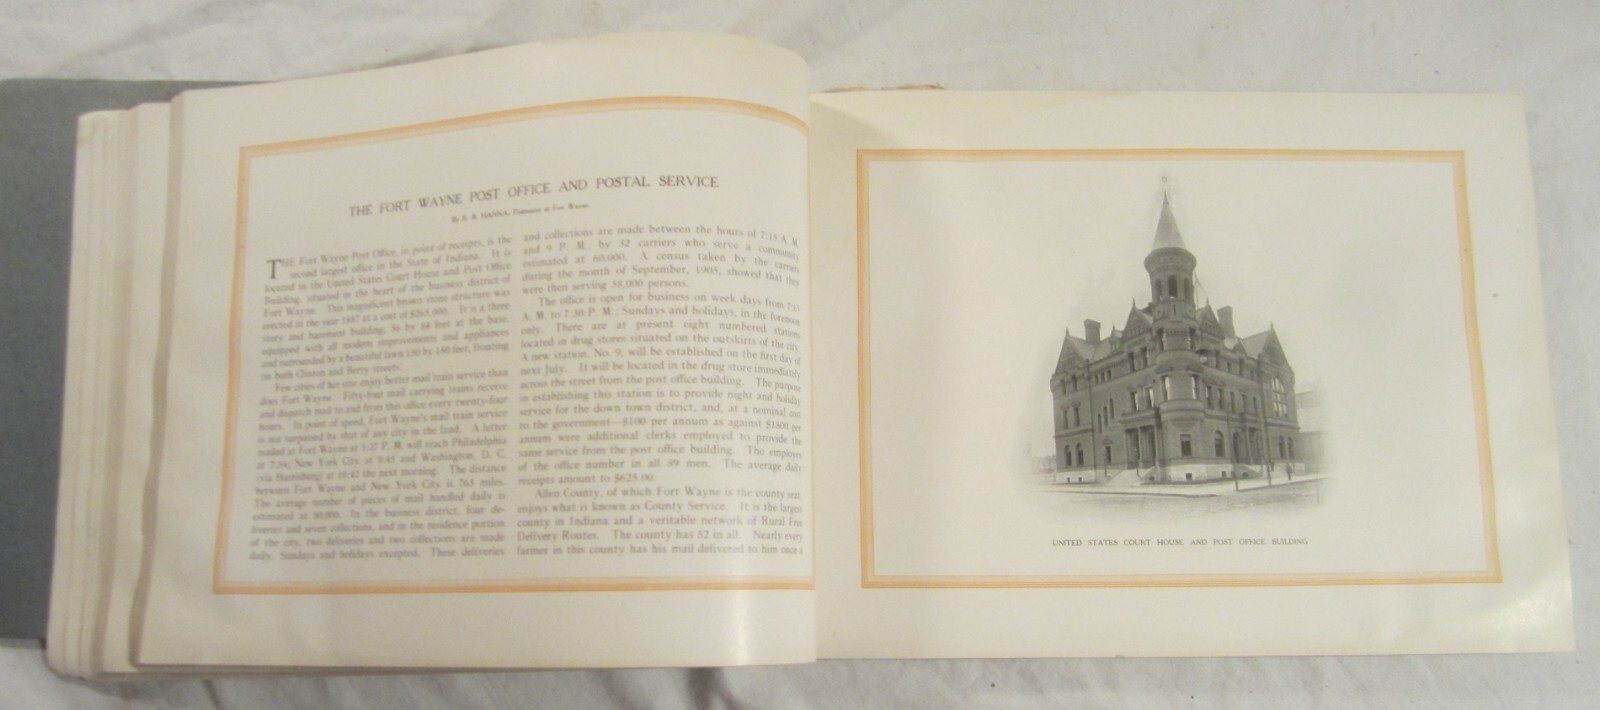 THE FORT WAYNE POST OFFICE AND POSTAL SERVICE
By R. B. HANNA, Postmaster at Fort Wayne.
THE Fort Wayne Post Office, in point of receipts, is the
second largest office in the State of Indiana. It is
located in the United States Court House and Post Office
Building, situated in the heart of the business district of
Fort Wayne. This magnificent brown stone structure was
erected in the year 1887 at a cost of $265,000. It is a three
story and basement building, 56 by 84 feet at the base,
equipped with all modern improvements and appliances
and surrounded by a beautiful lawn 150 by 180 feet, fronting
on both Clinton and Berry streets.
Few cities of her size enjoy better mail train service than
does Fort Wayne. Fifty-four mail carrying trains receive
and dispatch mail to and from this office every twenty-four
hours. In point of speed, Fort Wayne's mail train service
is not surpassed by that of any city in the land. A letter
mailed at Fort Wayne at P. M. will reach Philadelphia
at 7:34; New York City at 9:45 and Washington, D. C.
(via Harrisburg) at 10:42 the next morning. The distance
between Fort Wayne and New York City is 765 miles.
The average number of pieces of mail handled daily is
estimated at 80,000. In the business district, four de-
liveries and seven collections, and in the residence portion
of the city, two deliveries and two collections are made
daily, Sundays and holidays excepted. These deliveries
and collections are made between the hours of 7:15 A. M.
and 9 P. M., by 32 carriers who serve a community
estimated at 60,000. A census taken by the carriers
during the month of September, 1905, showed that they
were then serving 58,000 persons.
The office is open for business on week days from 7:15
A. M. to 7:30 P. M.; Sundays and holidays, in the forenoon
only. There are at present eight numbered stations
located in drug stores situated on the outskirts of the city.
A new station, No. 9, will be established on the first day of
next July. It will be located in the drug store immediately
across the street from the post office building. The purpose
in establishing this station is to provide night and holiday
service for the down town district, and, at a nominal cost
to the government—$100 per annum as against $1800 per
annum were additional clerks employed to provide the
same service from the post office building. The employes
of the office number in all 89 men. The average daily
receipts amount to $625.00.
Allen County, of which Fort Wayne is the county seat,
enjoys what is known as County Service. It is the largest
county in Indiana and a veritable network of Rural Free
Delivery Routes. The county has 52 in all. Nearly every
farmer in this county has his mail delivered to him once a
UNITED STATES COURT HOUSE AND POST OFFICE BUILDING.